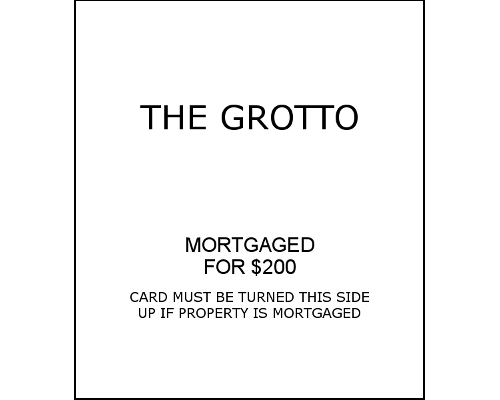 THE GROTTO
MORTGAGED
FOR $200
CARD MUST BE TURNED THIS SIDE
UP IF PROPERTY IS MORTGAGED